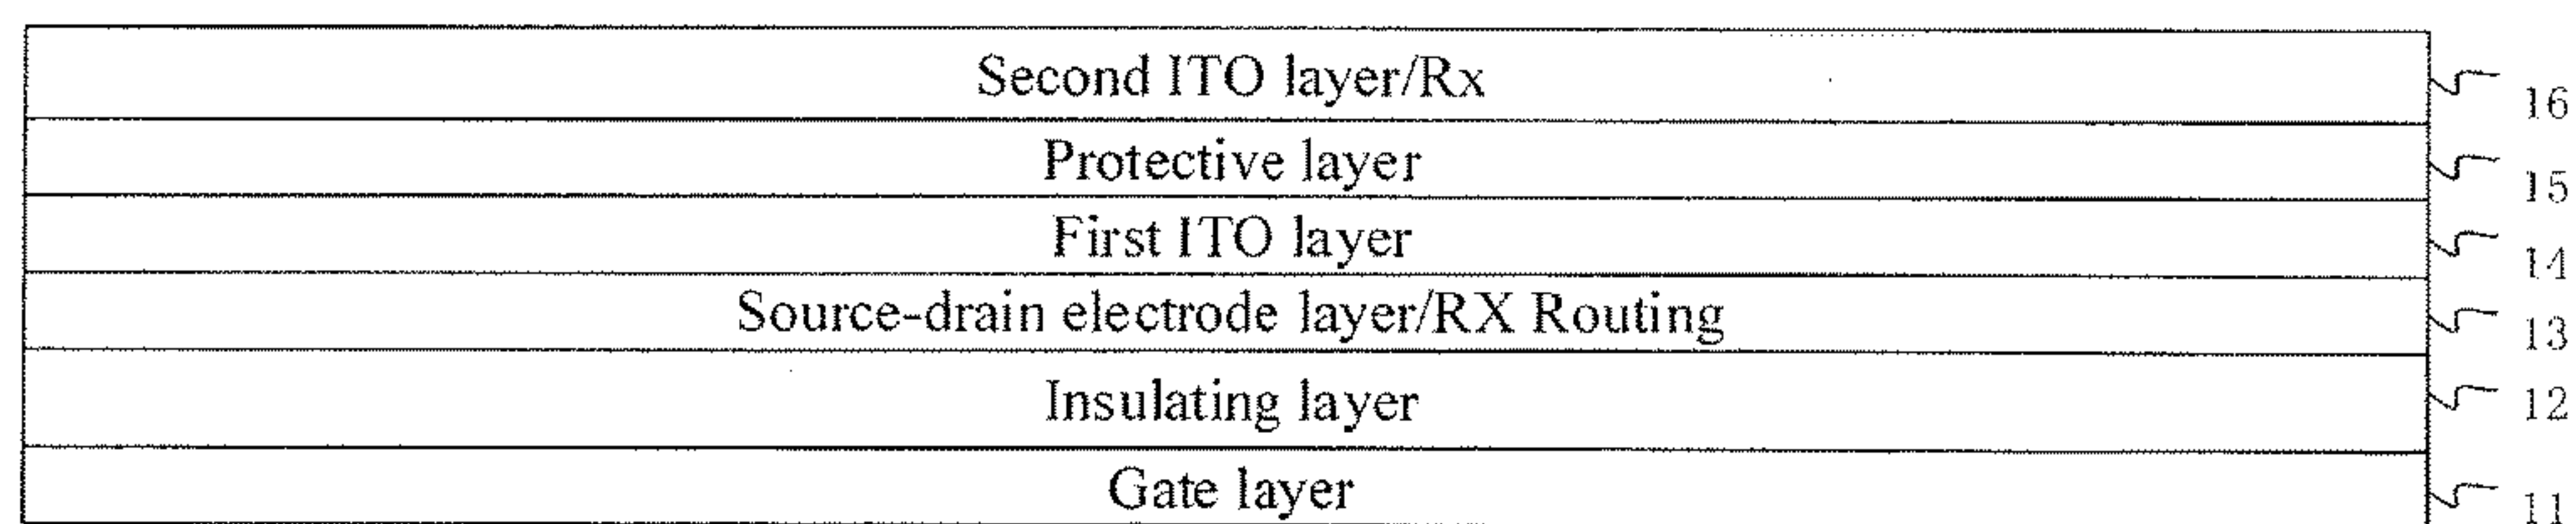 Second ITO layer/Rx
16
Protective layer
15
First ITO layer
14
Source-drain electrode layer/RX Routing
13
Insulating layer
12
Gate layer
11